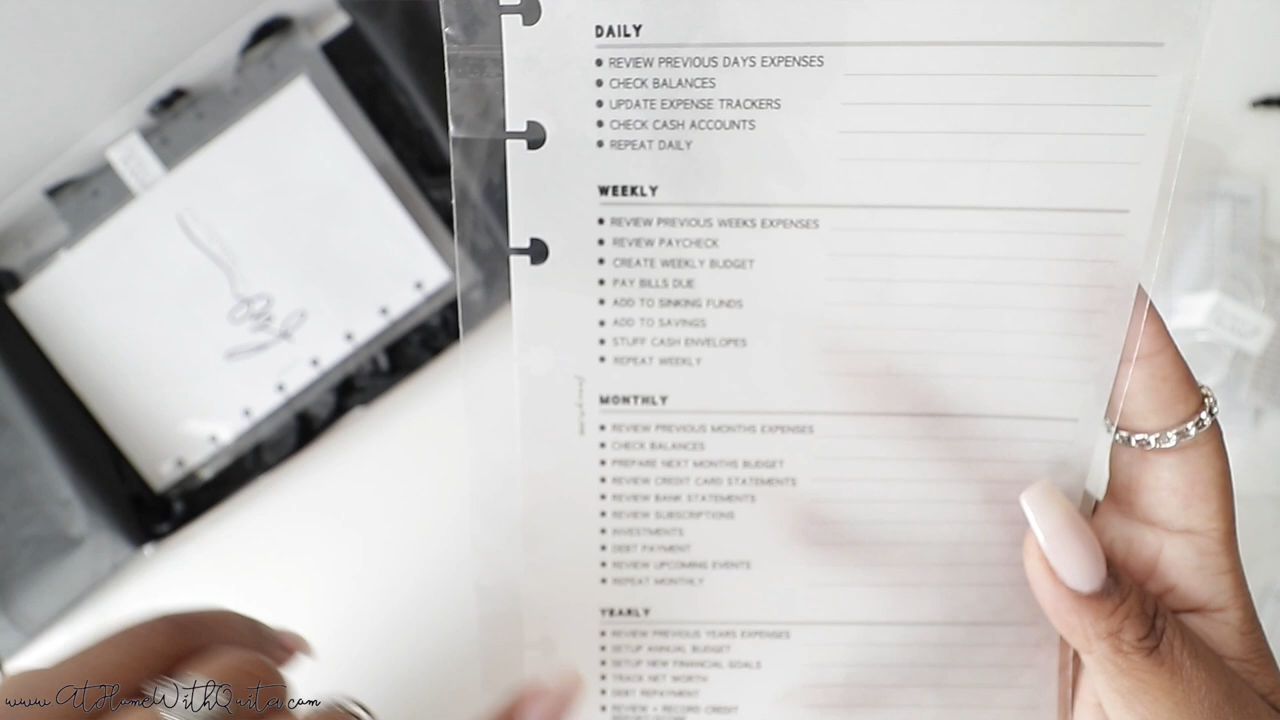 DAILY
REVIEW PREVIOUS DAYS EXPENSES
CHECK BALANCES
UPDATE EXPENSE TRACKERS
CHECK CASH ACCOUNTS
REPEAT DAILY
WEEKLY
REVIEW PREVIOUS WEEKS EXPENSES
REVIEW PAYCHECK
CREATE WEEKLY BUDGET
PAY BILLS DUE
ADD TO SINKING FUNDS
ADD TO SAVINGS
STUFF CASH ENVELOPES
REPEAT WEEKLY
MONTHLY
REVIEW PREVIOUS MONTHS EXPENSES
CHECK BALANCES
PREPARE NEXT MONTHS BUDGET
REVIEW CREDIT CARD STATEMENTS
REVIEW BANK STATEMENTS
REVIEW SUBSCRIPTIONS
INVESTMENTS
DEBT PAYMENT
REVIEW UPCOMING EVENTS
REPEAT MONTHLY
YEARLY
REVIEW PREVIOUS YEARS EXPENSES
SETUP ANNUAL BUDGET
SETUP NEW FINANCIAL GOALS
TRACK NET WORTH
DEBT REPAYMENT
REVIEW + RECORD CREDIT
www.AtHomeWithQuita.com